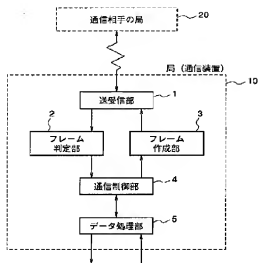 通信相手の局
20
局（通信装置）
10
送受信部
1
2
フレーム
判定部
3
フレーム
作成部
通信制御部
4
データ処理部
5